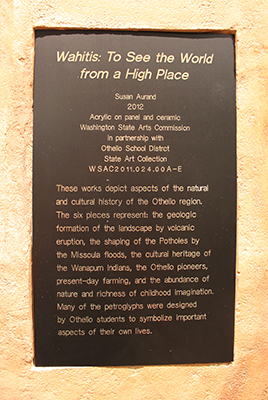 Wahitis: To See the World
from a High Place
Susan Aurand
2012
Acrylic on panel and ceramic
Washington State Arts Commission
in partnership with
Othello School District
State Art Collection
WSAC2011.024.00A-E
These works depict aspects of the natural
and cultural history of the Othello region.
The six pieces represent: the geologic
formation of the landscape by volcanic
eruption, the shaping of the Potholes by
the Missoula floods, the cultural heritage of
the Wanapum Indians, the Othello pioneers,
present-day farming, and the abundance of
nature and richness of childhood imagination.
Many of the petroglyphs were designed
by Othello students to symbolize important
aspects of their own lives.